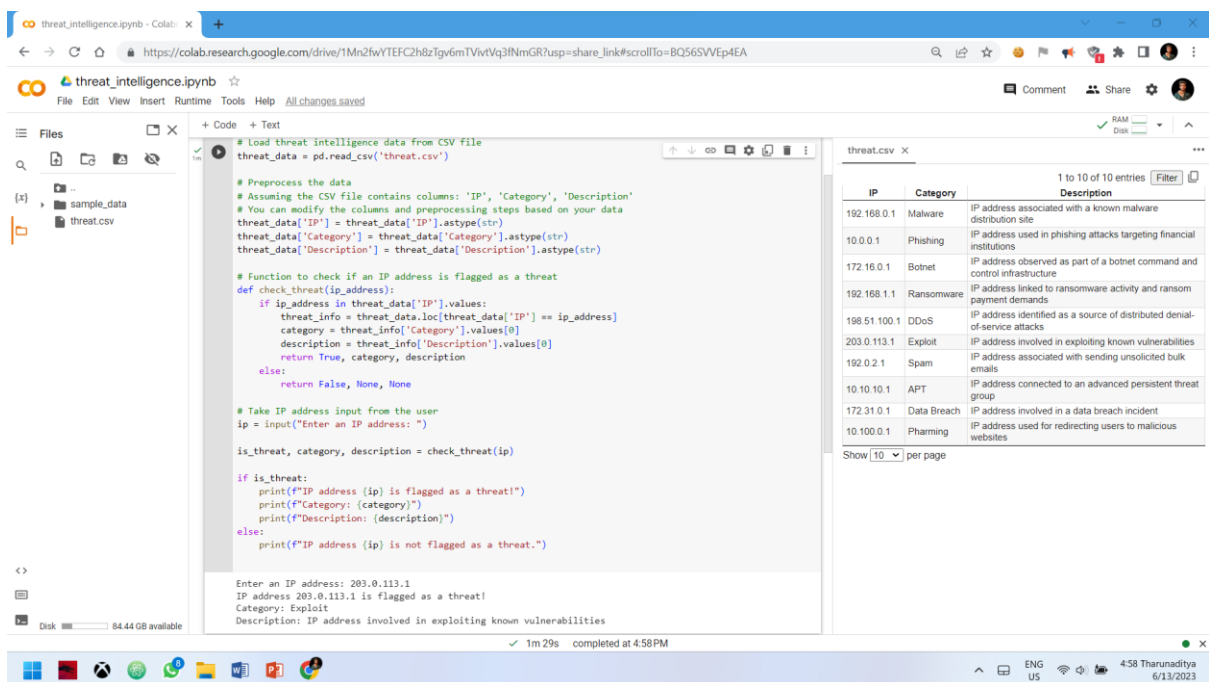 threat_intelligence.ipynb - Colab
https://colab.research.google.com/drive/1Mn2fwYTEFC2h8zTgv6mTVivtVq3fNmGR?usp=share_link#scrollTo=BQ56SVVEp4EA
threat_intelligence.ipynb
File Edit View Insert Runtime Tools Help All changes saved
Comment Share
Files
+ Code + Text
RAM
Disk
..
sample_data
threat.csv
{x}
1m
# Load threat intelligence data from CSV file
threat_data = pd.read_csv('threat.csv')
# Preprocess the data
# Assuming the CSV file contains columns: 'IP', 'Category', 'Description'
# You can modify the columns and preprocessing steps based on your data
threat_data['IP'] = threat_data['IP'].astype(str)
threat_data['Category'] = threat_data['Category'].astype(str)
threat_data['Description'] = threat_data['Description'].astype(str)
# Function to check if an IP address is flagged as a threat
def check_threat(ip_address):
if ip_address in threat_data['IP'].values:
threat_info = threat_data.loc[threat_data['IP'] == ip_address]
category = threat_info['Category'].values[0]
description = threat_info['Description'].values[0]
return True, category, description
else:
return False, None, None
# Take IP address input from the user
ip = input("Enter an IP address: ")
is_threat, category, description = check_threat(ip)
if is_threat:
print(f"IP address {ip} is flagged as a threat!")
print(f"Category: {category}")
print(f"Description: {description}")
else:
print(f"IP address {ip} is not flagged as a threat.")
Enter an IP address: 203.0.113.1
IP address 203.0.113.1 is flagged as a threat!
Category: Exploit
Description: IP address involved in exploiting known vulnerabilities
threat.csv
1 to 10 of 10 entries Filter
IP Category Description
192.168.0.1 Malware IP address associated with a known malware
distribution site
10.0.0.1 Phishing IP address used in phishing attacks targeting financial
institutions
172.16.0.1 Botnet IP address observed as part of a botnet command and
control infrastructure
192.168.1.1 Ransomware IP address linked to ransomware activity and ransom
payment demands
198.51.100.1 DDoS IP address identified as a source of distributed denial-
of-service attacks
203.0.113.1 Exploit IP address involved in exploiting known vulnerabilities
192.0.2.1 Spam IP address associated with sending unsolicited bulk
emails
10.10.10.1 APT IP address connected to an advanced persistent threat
group
172.31.0.1 Data Breach IP address involved in a data breach incident
10.100.0.1 Pharming IP address used for redirecting users to malicious
websites
Show 10 per page
Disk 84.44 GB available
1m 29s completed at 4:58 PM
8
ENG
US
4:58 Tharunaditya
6/13/2023